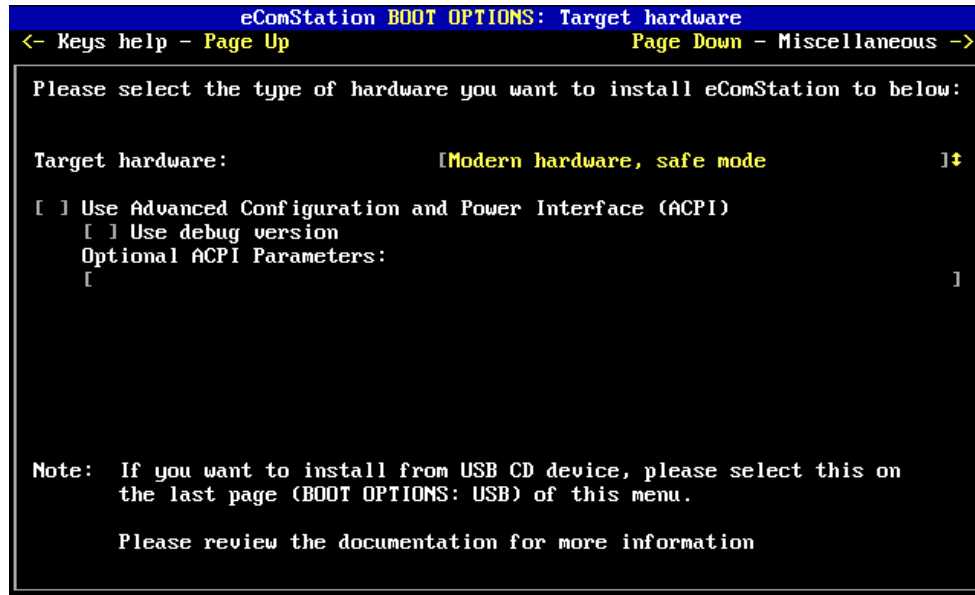 eComStation BOOT OPTIONS: Target hardware
<- Keys help - Page Up Page Down - Miscellaneous ->
Please select the type of hardware you want to install eComStation to below:
Target hardware: [Modern hardware, safe mode ]↕
[ ] Use Advanced Configuration and Power Interface (ACPI)
[ ] Use debug version
Optional ACPI Parameters:
[ ]
Note: If you want to install from USB CD device, please select this on
the last page (BOOT OPTIONS: USB) of this menu.
Please review the documentation for more information